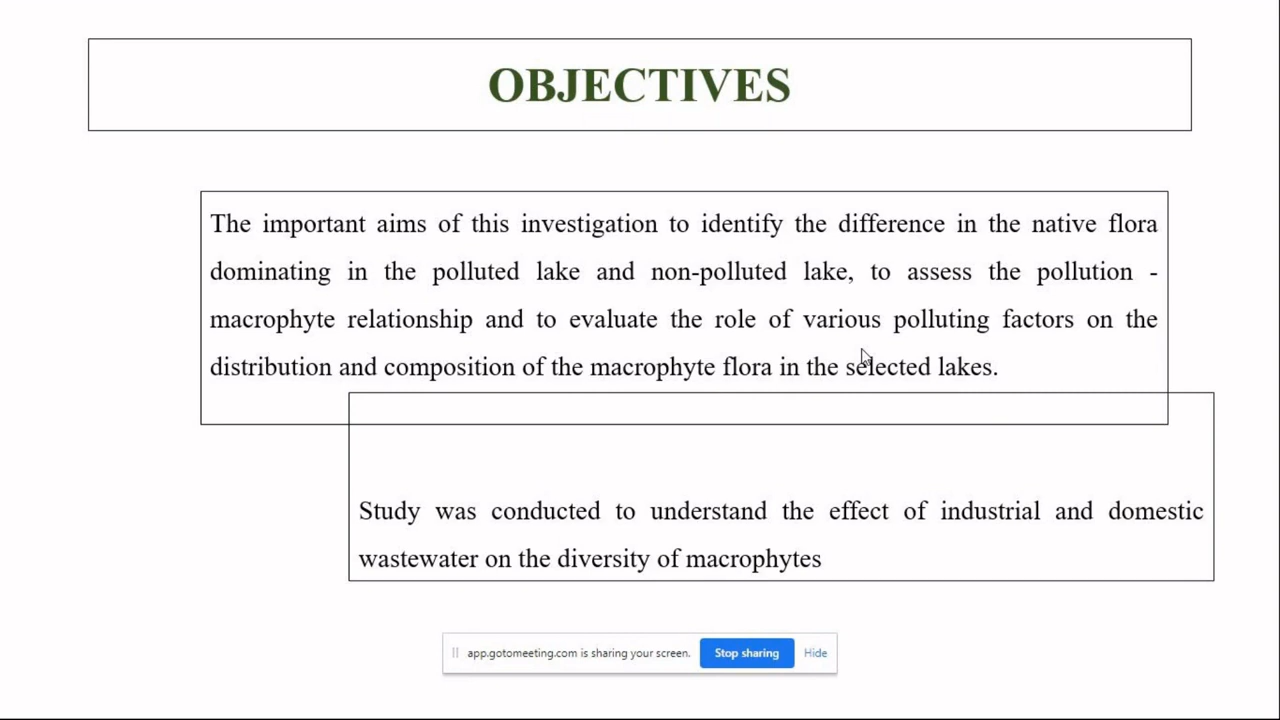 OBJECTIVES
The important aims of this investigation to identify the difference in the native flora
dominating in the polluted lake and non-polluted lake, to assess the pollution -
macrophyte relationship and to evaluate the role of various polluting factors on the
distribution and composition of the macrophyte flora in the selected lakes.
Study was conducted to understand the effect of industrial and domestic
wastewater on the diversity of macrophytes
app.gotomeeting.com is sharing your screen. Stop sharing Hide